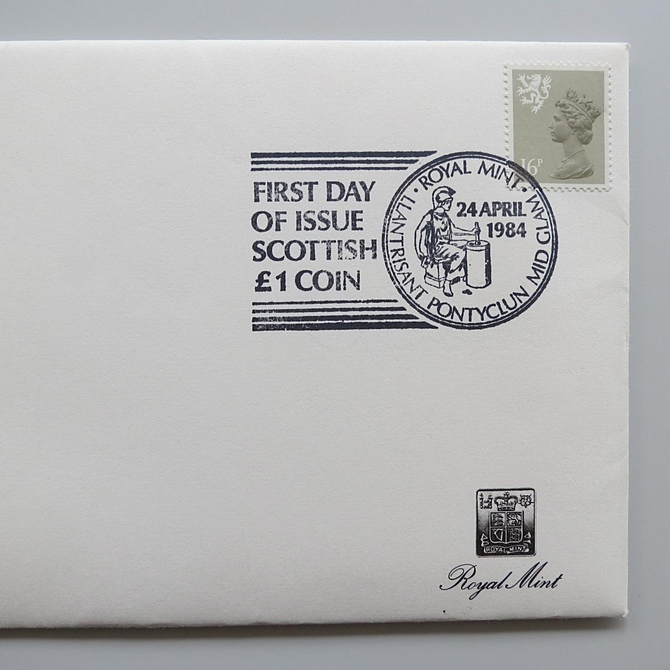 16P
FIRST DAY
OF ISSUE
SCOTTISH
£1 COIN
· ROYAL MINT ·
LLANTRISANT PONTYCLUN MID GLAM
24 APRIL
1984
ROYAL MINT
Royal Mint